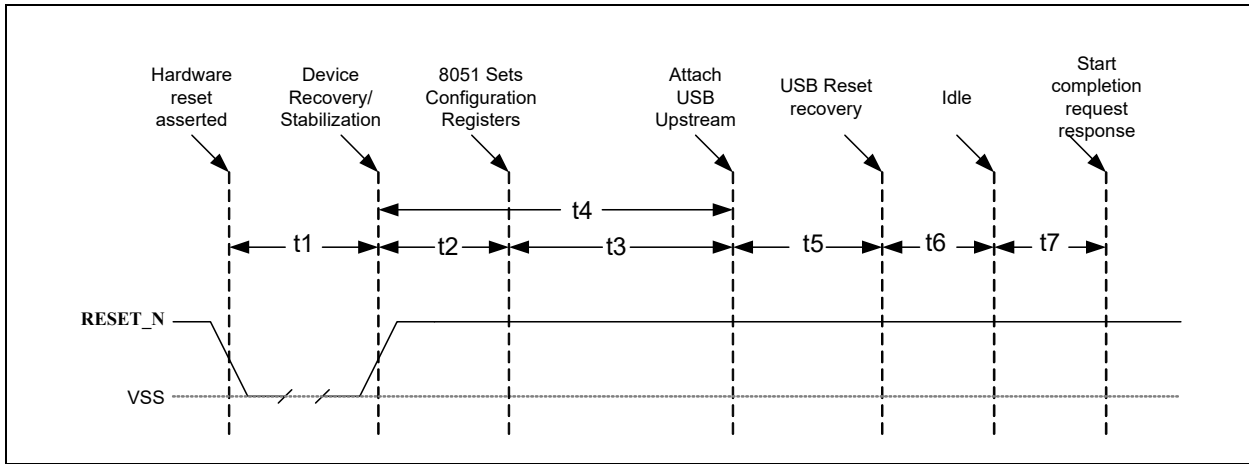 Hardware
reset
asserted
Device
Recovery/
Stabilization
8051 Sets
Configuration
Registers
Attach
USB
Upstream
USB Reset
recovery
Idle
Start
completion
request
response
t4
t1
t2
t3
t5
t6
t7
RESET_N
VSS